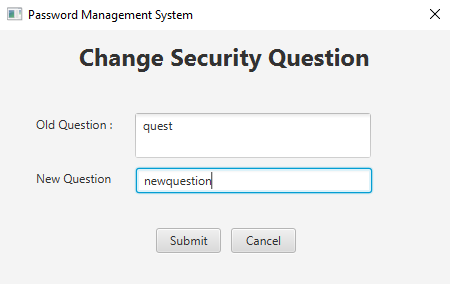 Password Management System
Change Security Question
Old Question : quest
New Question newquestion
Submit Cancel